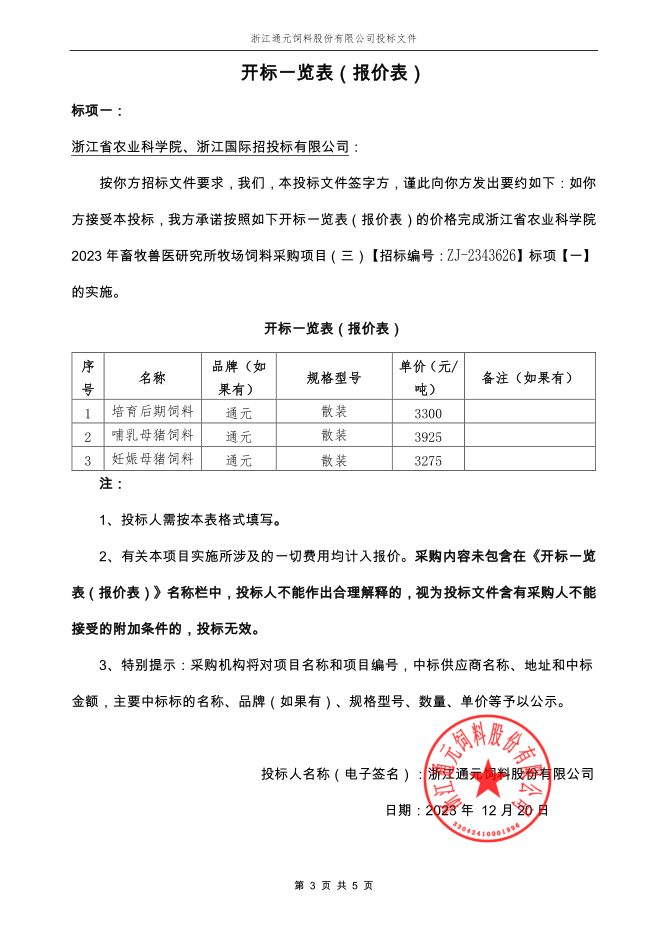 浙江通元饲料股份有限公司投标文件
开标一览表（报价表）
标项一：
浙江省农业科学院、浙江国际招投标有限公司：
按你方招标文件要求，我们，本投标文件签字方，谨此向你方发出要约如下：如你
方接受本投标，我方承诺按照如下开标一览表（报价表）的价格完成浙江省农业科学院
2023 年畜牧兽医研究所牧场饲料采购项目（三）【招标编号：ZJ-2343626】标项【一】
的实施。
开标一览表（报价表）
序号 名称 品牌（如果有） 规格型号 单价（元/吨） 备注（如果有）
1 培育后期饲料 通元 散装 3300
2 哺乳母猪饲料 通元 散装 3925
3 妊娠母猪饲料 通元 散装 3275
注：
1、投标人需按本表格式填写。
2、有关本项目实施所涉及的一切费用均计入报价。采购内容未包含在《开标一览
表（报价表）》名称栏中，投标人不能作出合理解释的，视为投标文件含有采购人不能
接受的附加条件的，投标无效。
3、特别提示：采购机构将对项目名称和项目编号，中标供应商名称、地址和中标
金额，主要中标标的名称、品牌（如果有）、规格型号、数量、单价等予以公示。
投标人名称（电子签名）：浙江通元饲料股份有限公司
日期：2023 年 12 月 20 日
浙江通元饲料股份有限公司
第 3 页 共 5 页